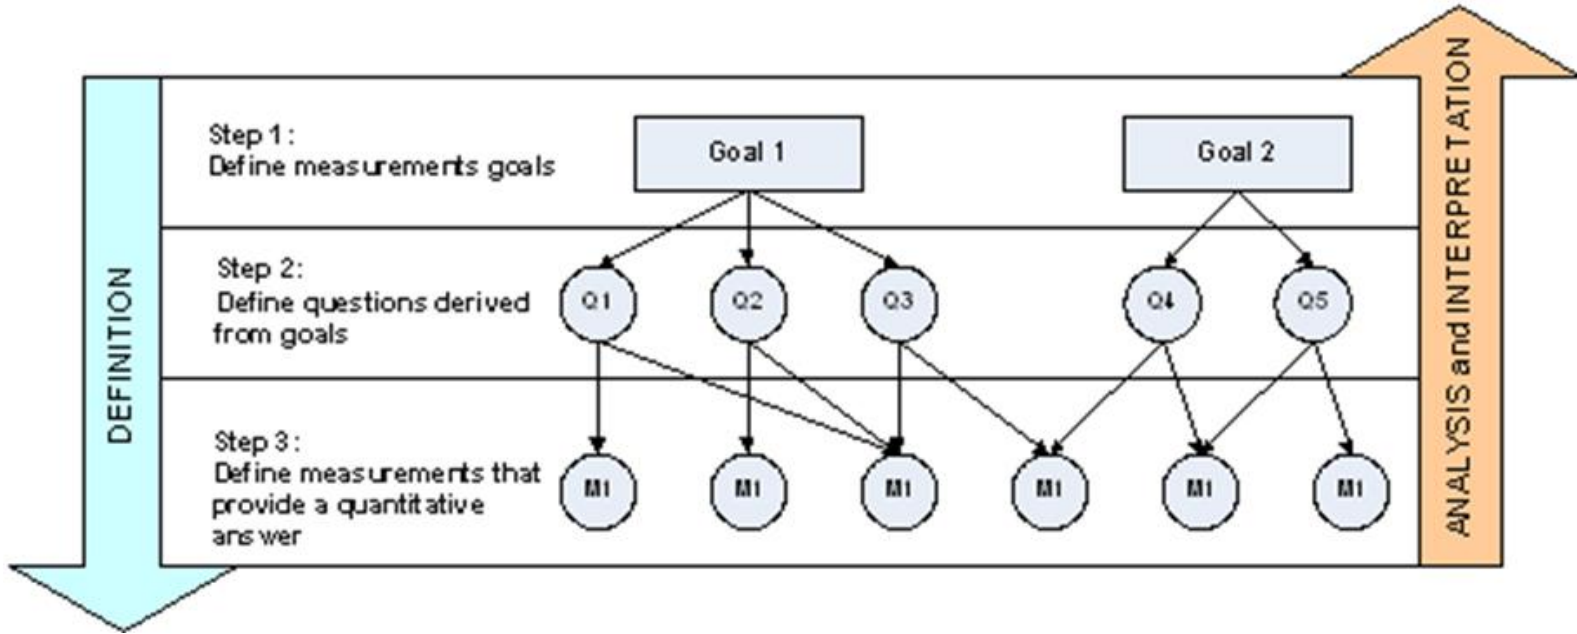 Step 1:
Define measurements goals
Goal 1
Goal 2
Step 2:
Define questions derived
from goals
Q1
Q2
Q3
Q4
Q5
Step 3:
Define measurements that
provide a quantitative
answer
M1
M1
M1
M1
M1
M1
DEFINITION
ANALYSIS and INTERPRETATION